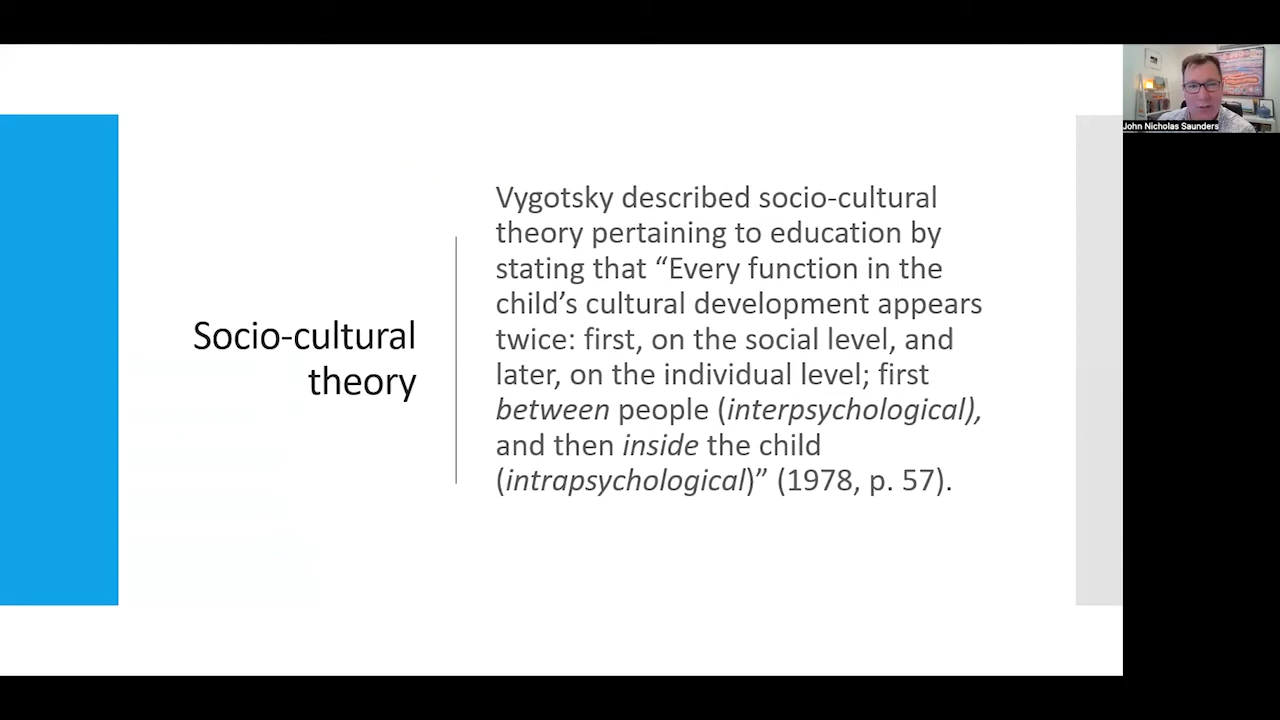 Socio-cultural
theory
Vygotsky described socio-cultural
theory pertaining to education by
stating that “Every function in the
child’s cultural development appears
twice: first, on the social level, and
later, on the individual level; first
between people (interpsychological),
and then inside the child
(intrapsychological)” (1978, p. 57).
John Nicholas Saunders